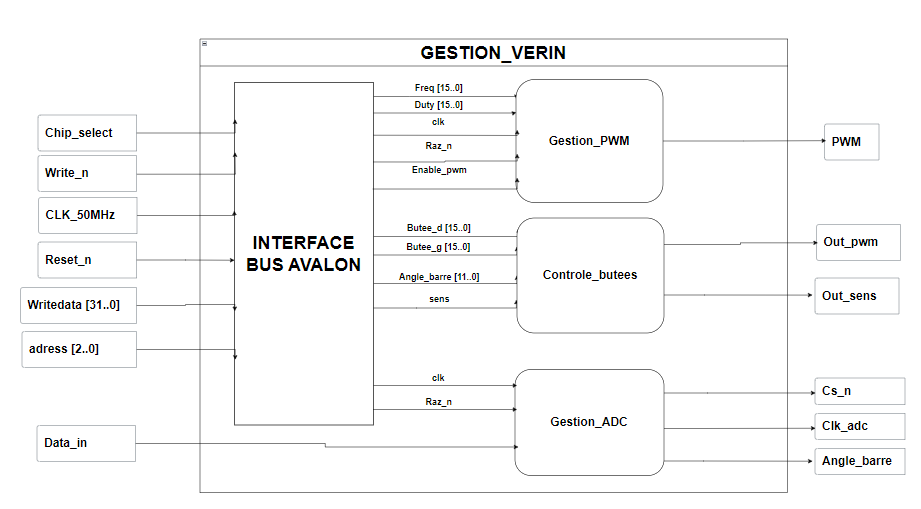 GESTION_VERIN
Chip_select
Write_n
CLK_50MHz
Reset_n
Writedata [31..0]
adress [2..0]
Data_in
INTERFACE
BUS AVALON
Freq [15..0]
Duty [15..0]
clk
Raz_n
Enable_pwm
Butee_d [15..0]
Butee_g [15..0]
Angle_barre [11..0]
sens
clk
Raz_n
Gestion_PWM
Controle_butees
Gestion_ADC
PWM
Out_pwm
Out_sens
Cs_n
Clk_adc
Angle_barre